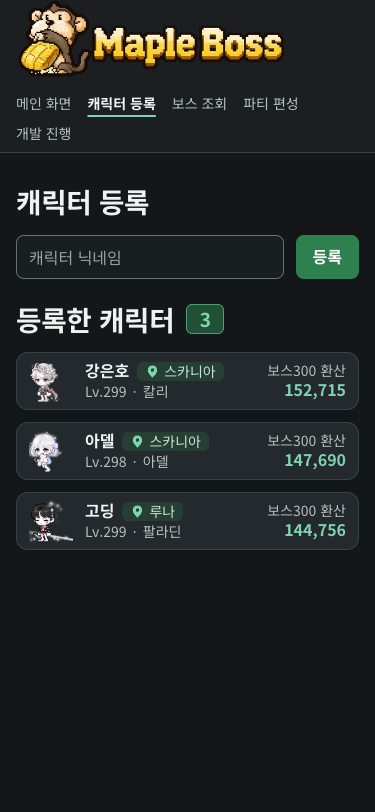 Maple Boss
메인 화면 캐릭터 등록 보스 조회 파티 편성
개발 진행
캐릭터 등록
캐릭터 닉네임 등록
등록한 캐릭터 3
강은호 스카니아 보스300 환산
Lv.299 · 칼리 152,715
아델 스카니아 보스300 환산
Lv.298 · 아델 147,690
고딩 루나 보스300 환산
Lv.299 · 팔라딘 144,756